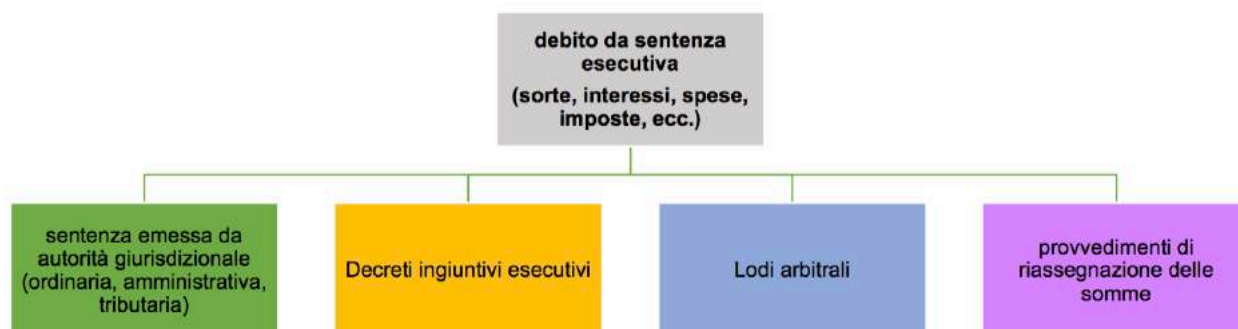 debito da sentenza
esecutiva
(sorte, interessi, spese,
imposte, ecc.)
sentenza emessa da
autorità giurisdizionale
(ordinaria, amministrativa,
tributaria)
Decreti ingiuntivi esecutivi
Lodi arbitrali
provvedimenti di
riassegnazione delle
somme